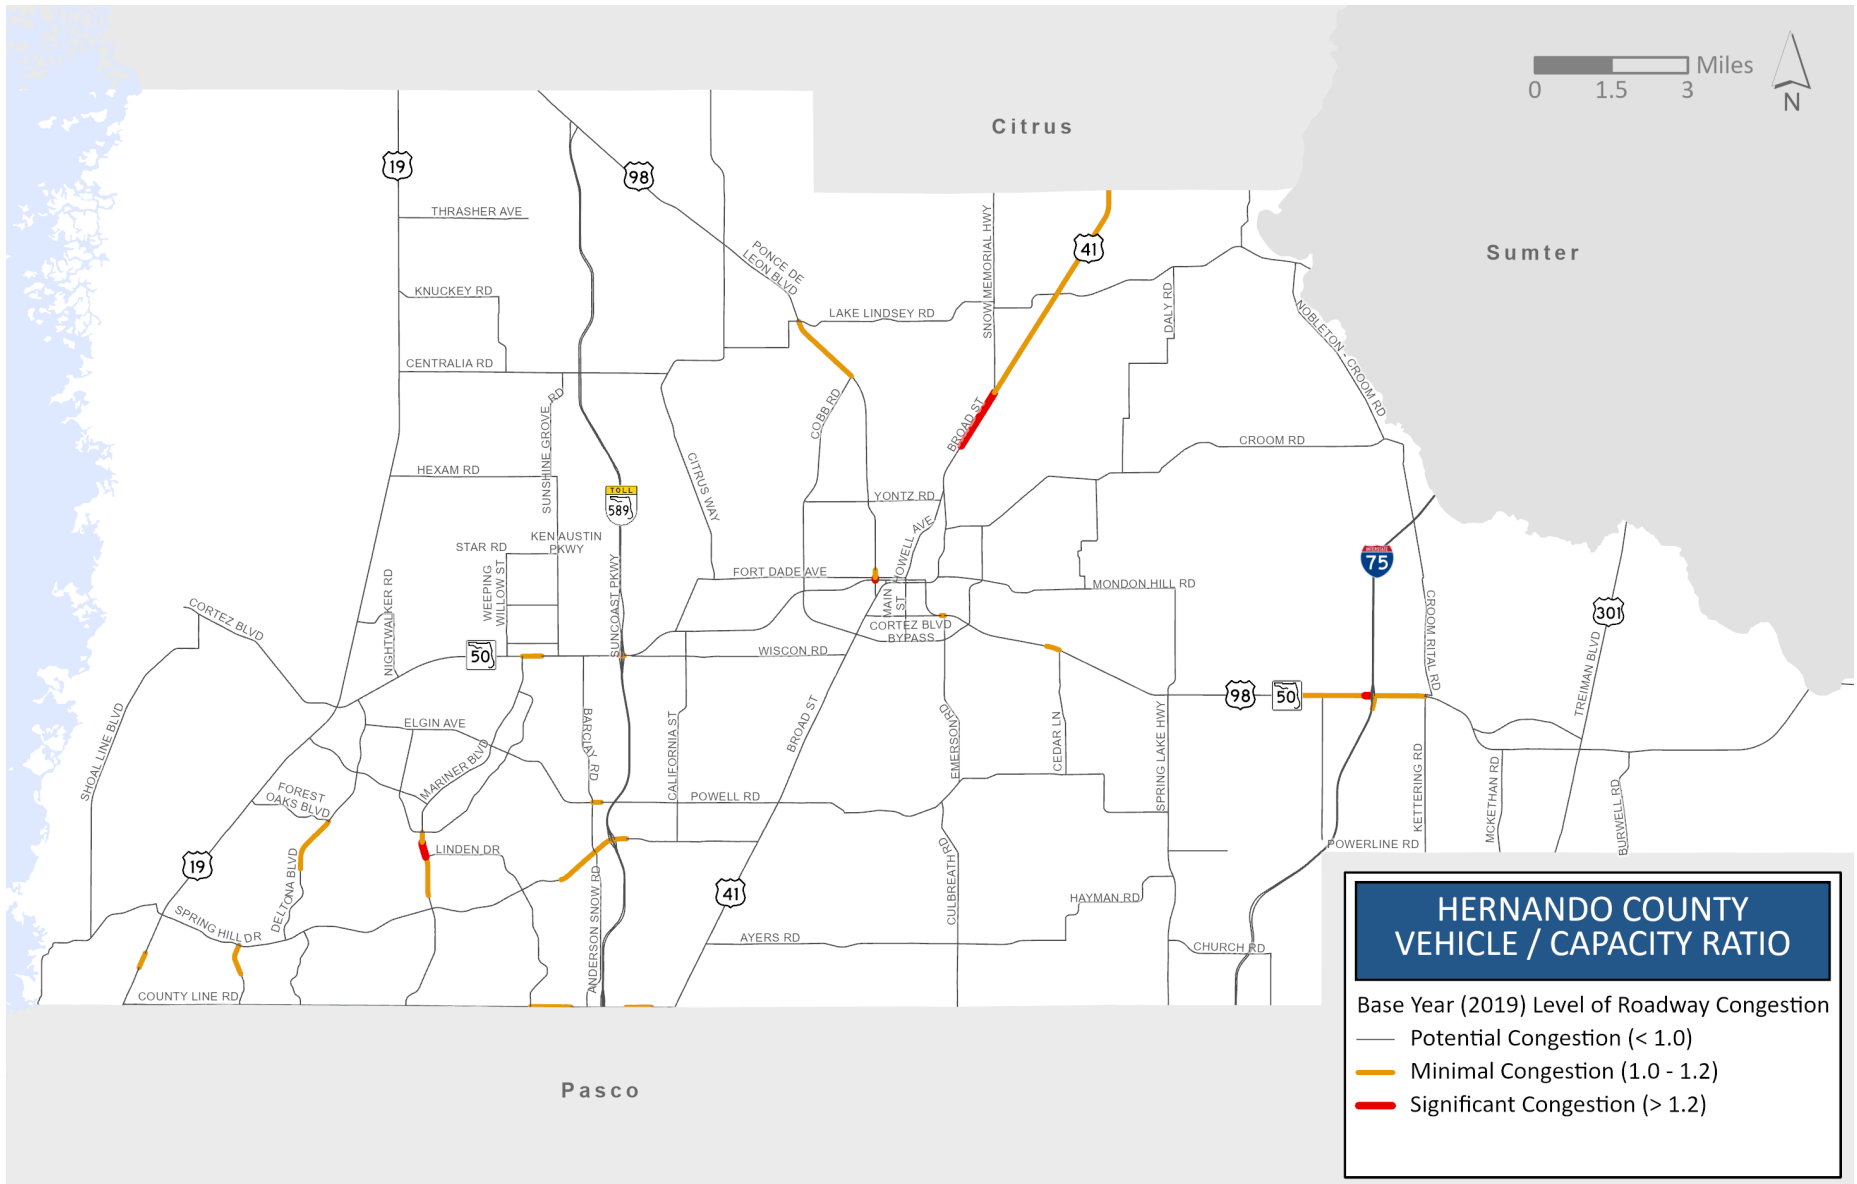 Miles
0
1.5
3
N
Citrus
Sumter
Pasco
19
98
THRASHER AVE
KNUCKEY RD
CENTRALIA RD
PONCE DE
LEON BLVD
LAKE LINDSEY RD
SNOW MEMORIAL HWY
41
DALY RD
NOBLETON - CROOM RD
SUNSHINE GROVE RD
COBB RD
BROAD ST
HEXAM RD
CITRUS WAY
CROOM RD
TOLL
589
YONTZ RD
HOWELL AVE
KEN AUSTIN
PKWY
STAR RD
WEEPING
WILLOW ST
SUNCOAST PKWY
FORT DADE AVE
MAIN
ST
MONDON HILL RD
INTERSTATE
75
CROOM RITAL RD
301
TREIMAN BLVD
NIGHTWALKER RD
CORTEZ BLVD
50
CORTEZ BLVD
BYPASS
WISCON RD
98
50
SHOAL LINE BLVD
ELGIN AVE
MARINER BLVD
BARCLAY RD
CALIFORNIA ST
BROAD ST
EMERSON RD
CEDAR LN
SPRING LAKE HWY
KETTERING RD
MCKETHAN RD
BURWELL RD
FOREST
OAKS BLVD
POWELL RD
POWERLINE RD
19
DELTONA BLVD
LINDEN DR
ANDERSON SNOW RD
41
CULBREATH RD
HAYMAN RD
SPRING HILL DR
AYERS RD
CHURCH RD
COUNTY LINE RD
HERNANDO COUNTY
VEHICLE / CAPACITY RATIO
Base Year (2019) Level of Roadway Congestion
Potential Congestion (< 1.0)
Minimal Congestion (1.0 - 1.2)
Significant Congestion (> 1.2)